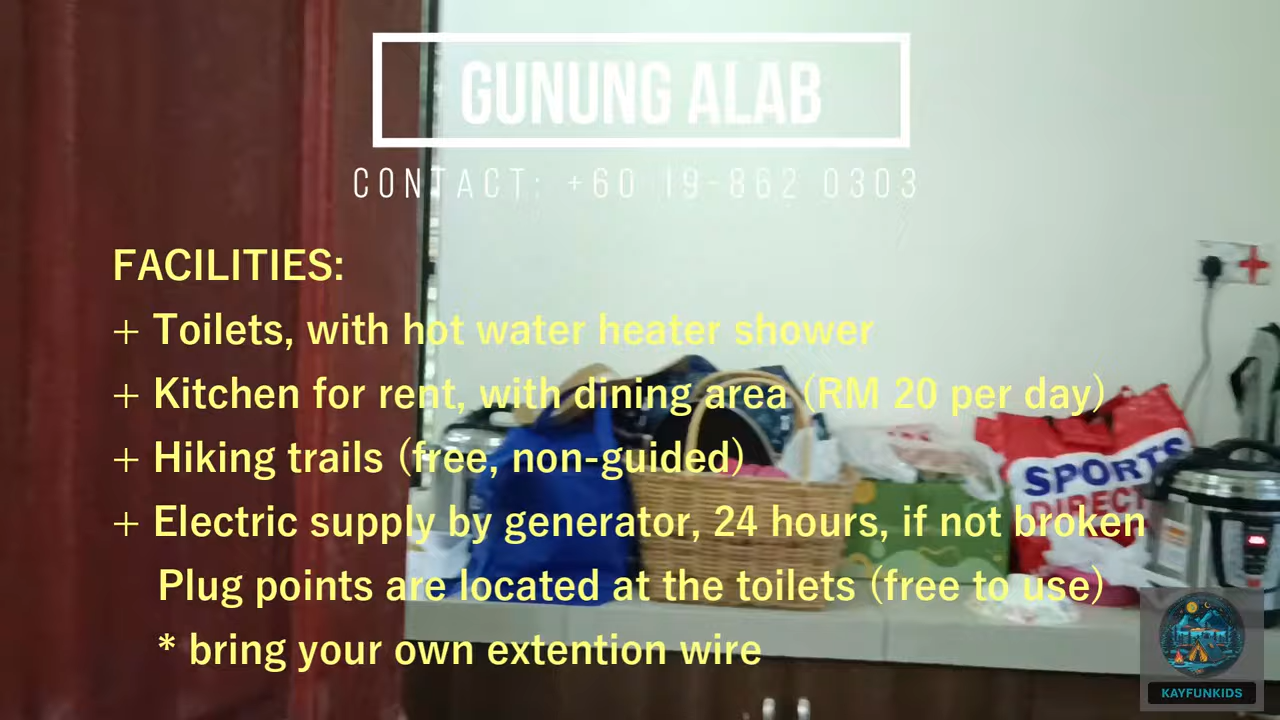 GUNUNG ALAB
CONTACT: +60 19-862 0303
FACILITIES:
+ Toilets, with hot water heater shower
+ Kitchen for rent, with dining area (RM 20 per day)
+ Hiking trails (free, non-guided)
+ Electric supply by generator, 24 hours, if not broken
Plug points are located at the toilets (free to use)
* bring your own extention wire
SPORTS
DIRECT
KAYFUNKIDS